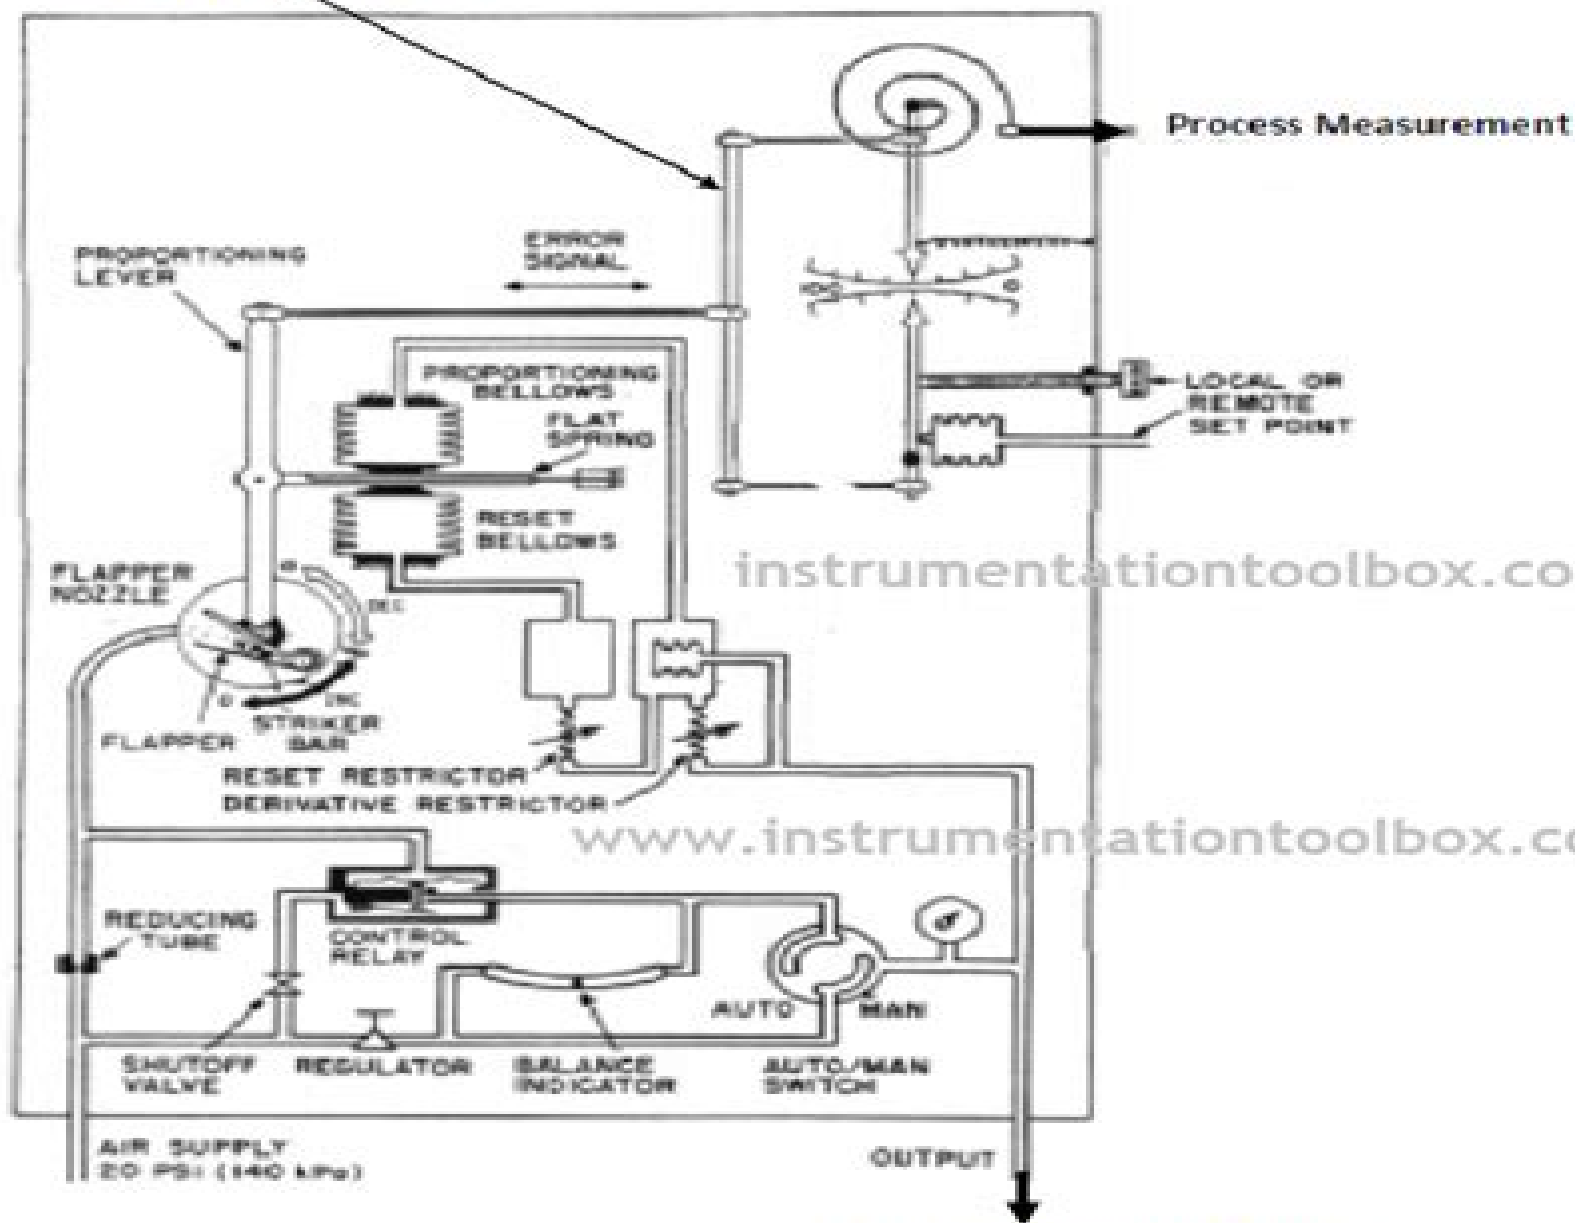 Process Measurement
ERROR
SIGNAL
PROPORTIONING
LEVER
PROPORTIONING
BELLOWS
FLAT
SPRING
LOCAL OR
REMOTE
SET POINT
RESET
BELLOWS
instrumentationtoolbox.co
FLAPPER
NOZZLE
DEC
INC
STRIKER
BAR
FLAPPER
RESET RESTRICTOR
DERIVATIVE RESTRICTOR
www.instrumentationtoolbox.co
REDUCING
TUBE
CONTROL
RELAY
AUTO
MAN
SHUTOFF
VALVE
REGULATOR
BALANCE
INDICATOR
AUTO/MAN
SWITCH
AIR SUPPLY
20 PSI (140 kPa)
OUTPUT